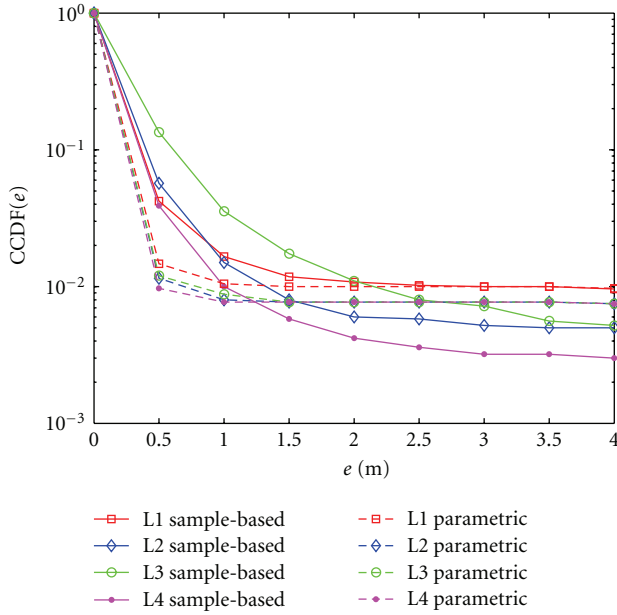 10⁰
10⁻¹
10⁻²
10⁻³
CCDF(e)
0 0.5 1 1.5 2 2.5 3 3.5 4
e (m)
L1 sample-based L1 parametric
L2 sample-based L2 parametric
L3 sample-based L3 parametric
L4 sample-based L4 parametric